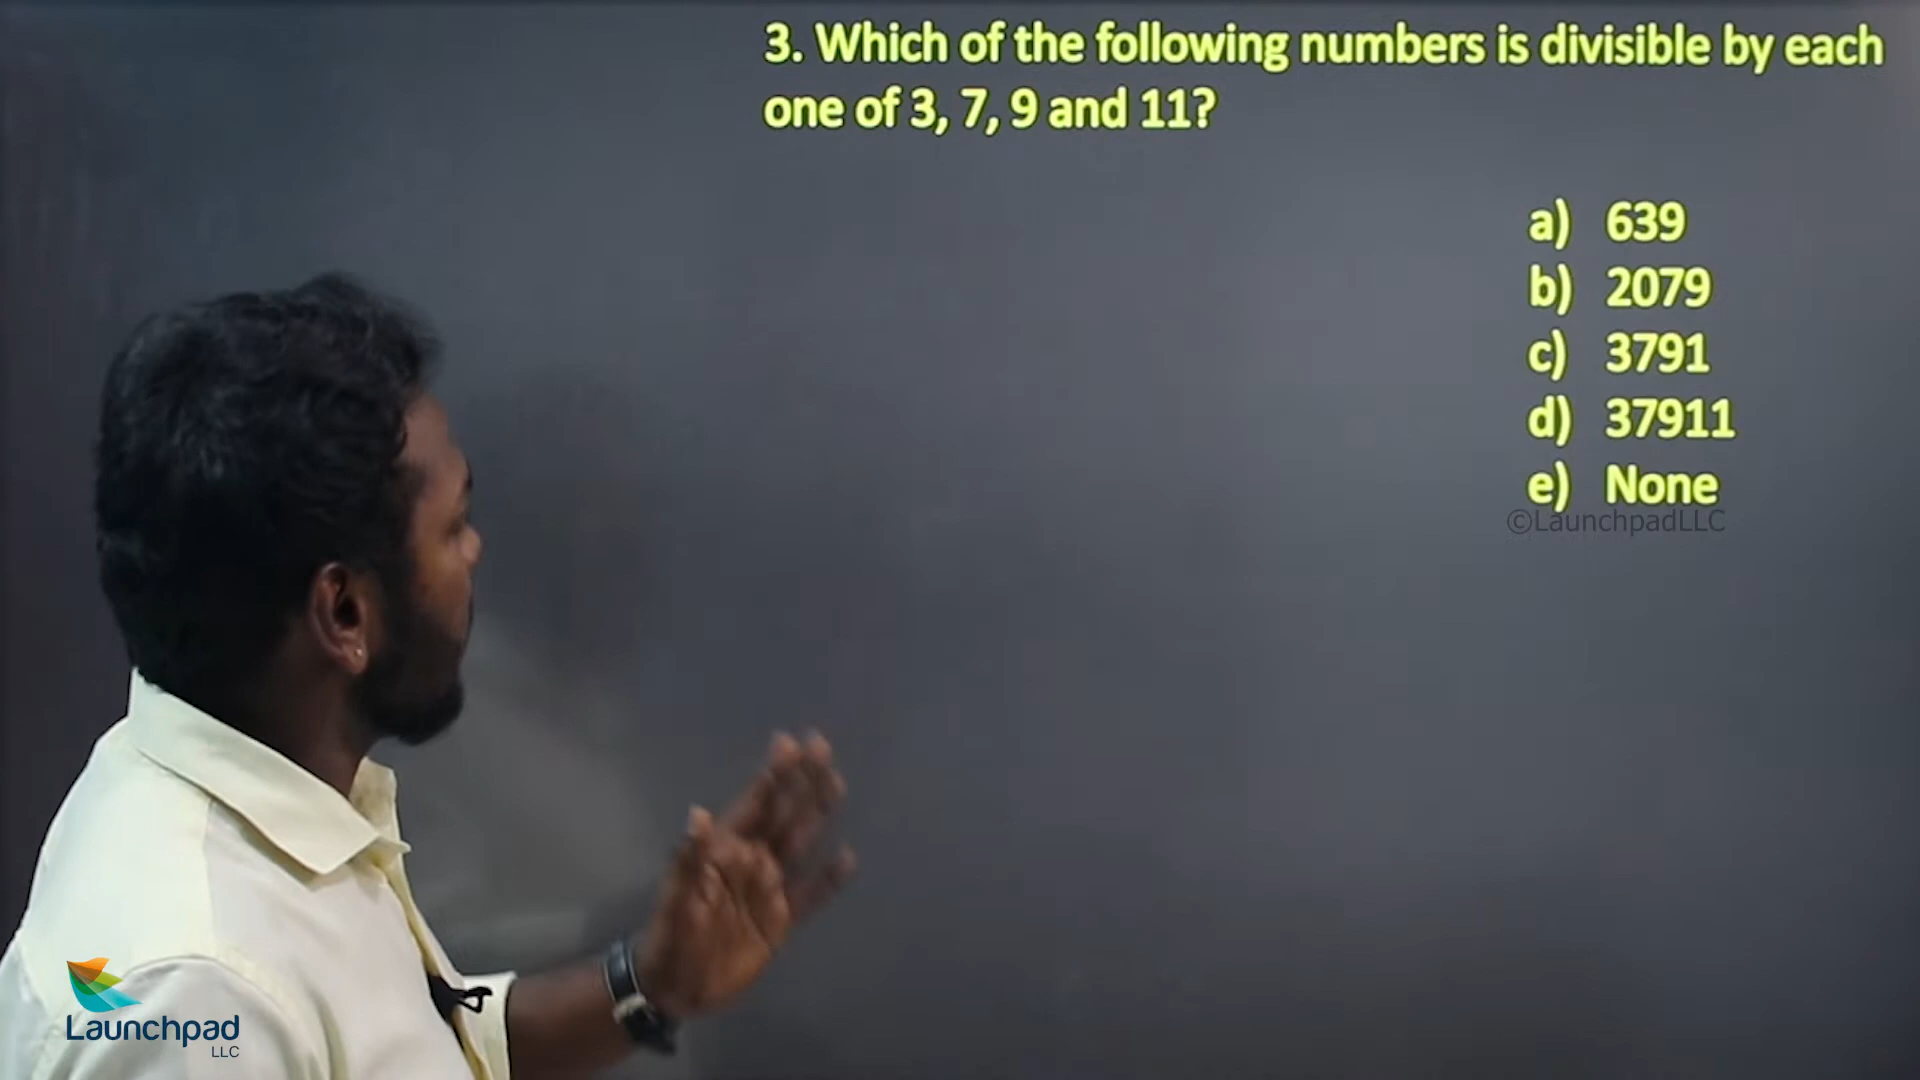 3. Which of the following numbers is divisible by each
one of 3, 7, 9 and 11?
a) 639
b) 2079
c) 3791
d) 37911
e) None
©LaunchpadLLC
Launchpad
LLC